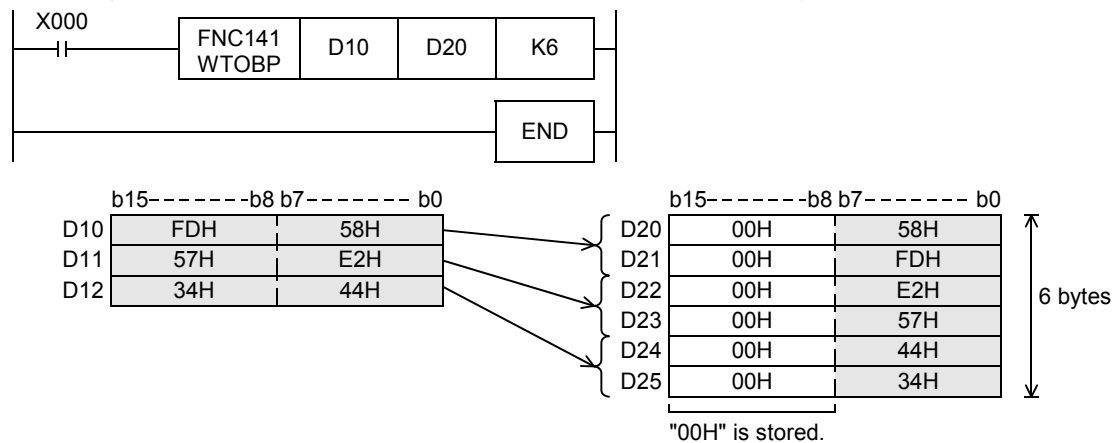 X000
FNC141 WTOBP D10 D20 K6
END
b15-------b8 b7------- b0
D10 FDH 58H
D11 57H E2H
D12 34H 44H
b15-------b8 b7------- b0
D20 00H 58H
D21 00H FDH
D22 00H E2H
D23 00H 57H
D24 00H 44H
D25 00H 34H
6 bytes
"00H" is stored.